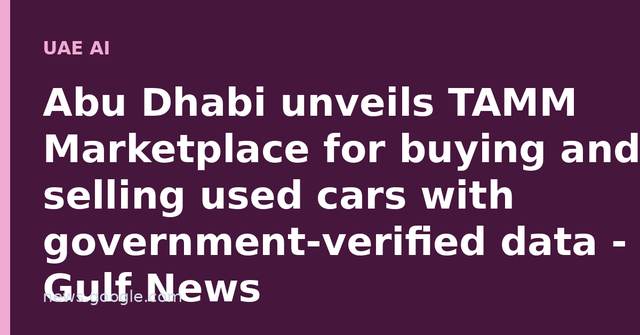 UAE AI
Abu Dhabi unveils TAMM
Marketplace for buying and
selling used cars with
government-verified data -
Gulf News
news.google.com